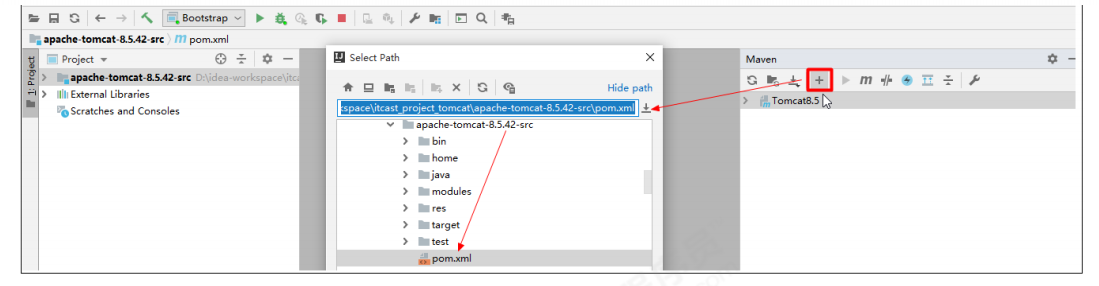 Bootstrap
apache-tomcat-8.5.42-src
pom.xml
1: Project
Project
apache-tomcat-8.5.42-src D:\idea-workspace\itca
External Libraries
Scratches and Consoles
Select Path
Hide path
kspace\itcast_project_tomcat\apache-tomcat-8.5.42-src\pom.xml
apache-tomcat-8.5.42-src
bin
home
java
modules
res
target
test
pom.xml
Maven
Tomcat8.5